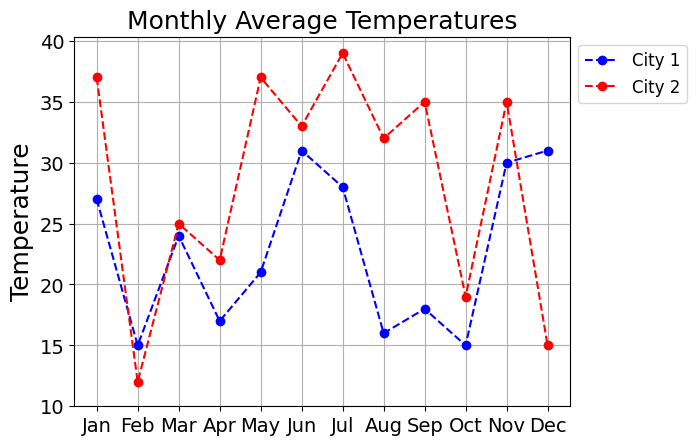 Monthly Average Temperatures
City 1
City 2
Temperature
40
35
30
25
20
15
10
Jan Feb Mar Apr May Jun Jul Aug Sep Oct Nov Dec